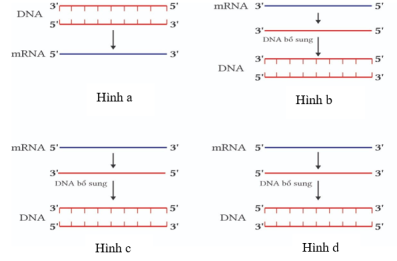 3' 5'
DNA
5' 3'
mRNA 5' 3'
Hình a
mRNA 3' 5'
3' 5'
DNA bổ sung
3' 5'
DNA
5' 3'
Hình b
mRNA 5' 3'
3' 5'
DNA bổ sung
3' 5'
DNA
5' 3'
Hình c
mRNA 5' 3'
5' 3'
DNA bổ sung
5' 3'
DNA
3' 5'
Hình d